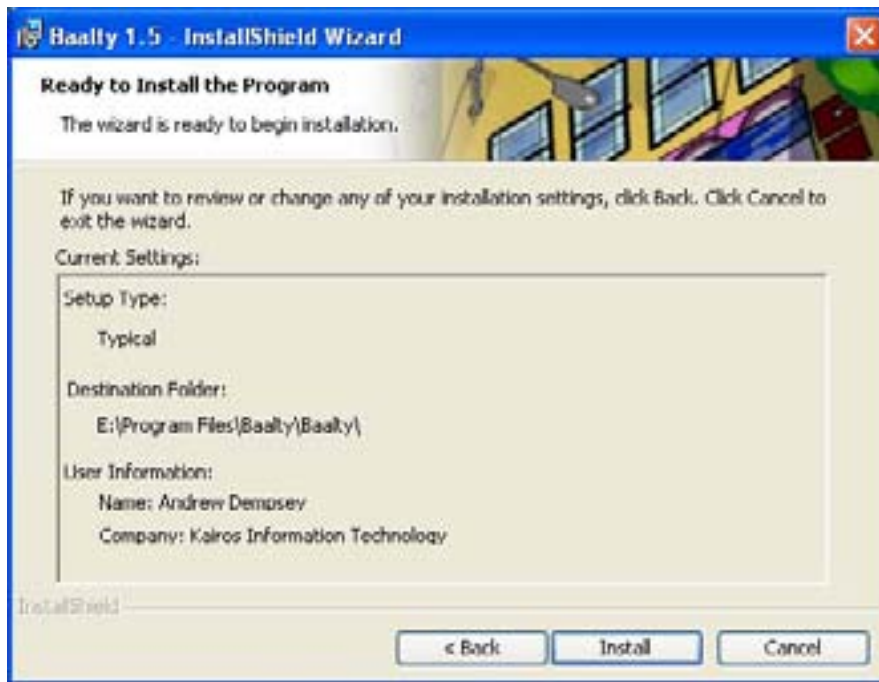 Baalty 1.5 - InstallShield Wizard
Ready to Install the Program
The wizard is ready to begin installation.
If you want to review or change any of your installation settings, click Back. Click Cancel to
exit the wizard.
Current Settings:
Setup Type:
Typical
Destination Folder:
E:\Program Files\Baalty\Baalty\
User Information:
Name: Andrew Dempsey
Company: Kairos Information Technology
InstallShield
< Back
Install
Cancel